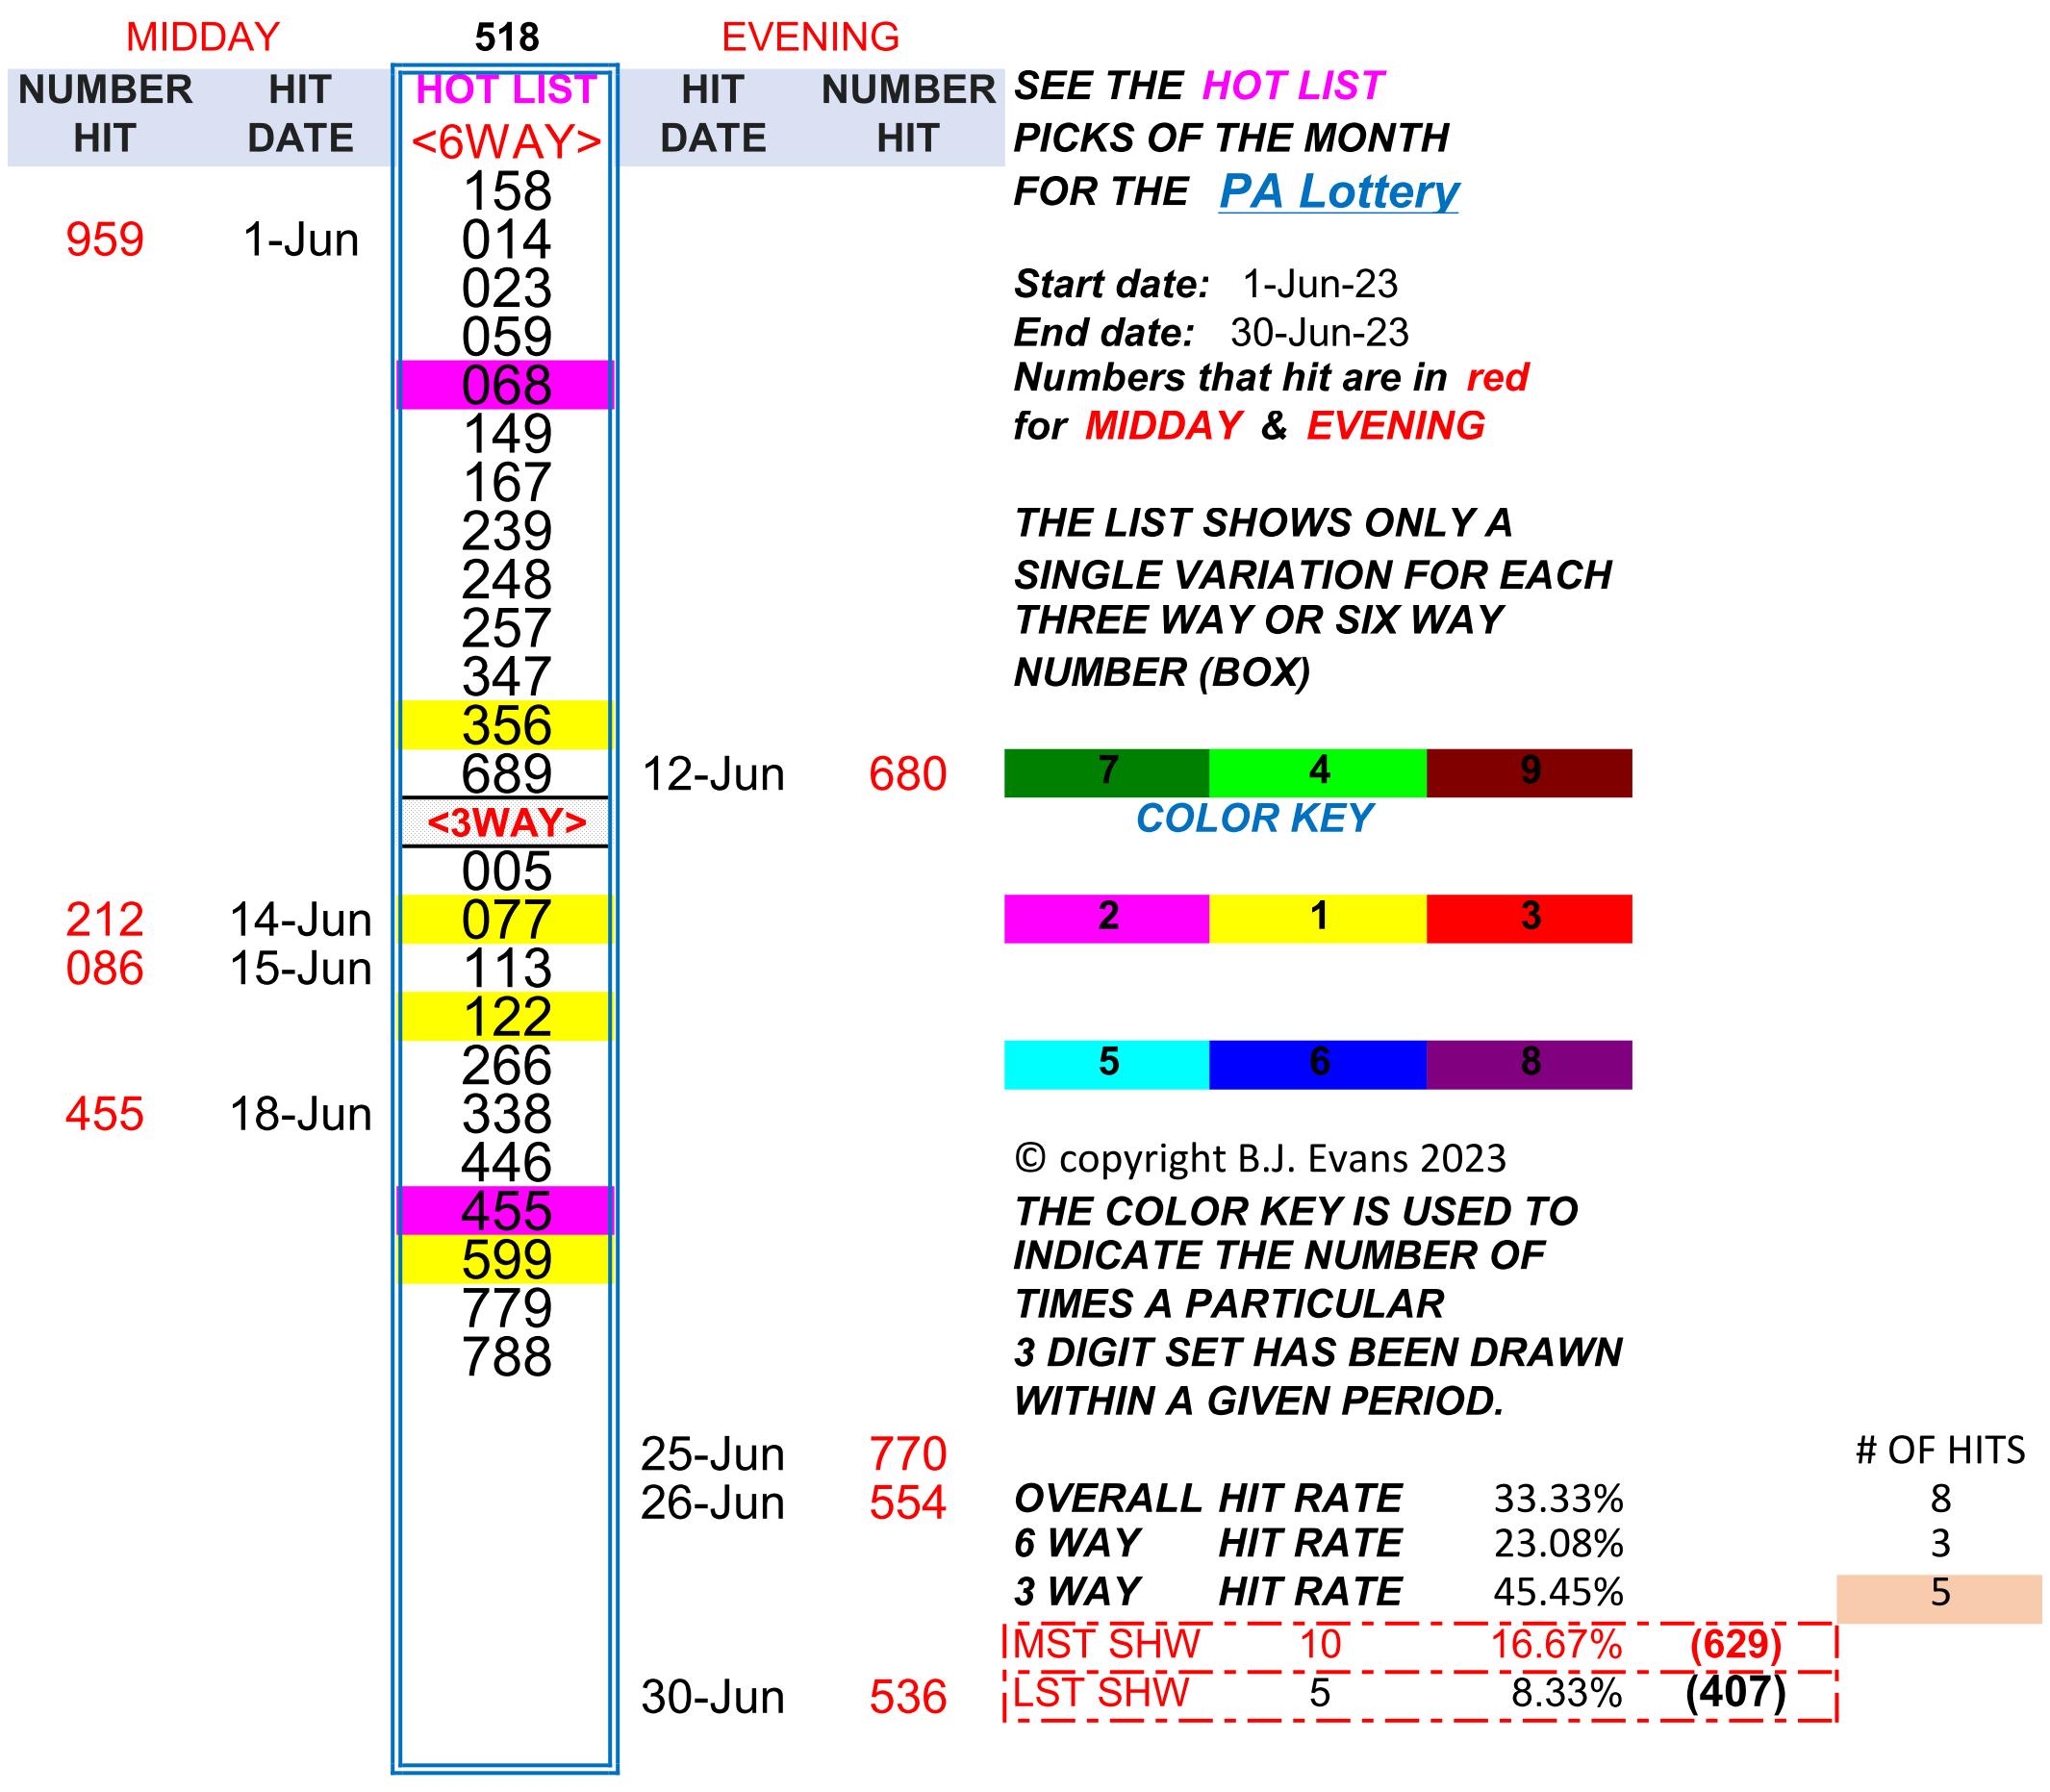 MIDDAY 518 EVENING
NUMBER HIT HOT LIST HIT NUMBER SEE THE HOT LIST
HIT DATE <6WAY> DATE HIT PICKS OF THE MONTH
158 FOR THE PA Lottery
959 1-Jun 014
023 Start date: 1-Jun-23
059 End date: 30-Jun-23
068 Numbers that hit are in red
149 for MIDDAY & EVENING
167
239 THE LIST SHOWS ONLY A
248 SINGLE VARIATION FOR EACH
257 THREE WAY OR SIX WAY
347 NUMBER (BOX)
356
689 12-Jun 680 7 4 9
<3WAY> COLOR KEY
005
212 14-Jun 077 2 1 3
086 15-Jun 113
122
266 5 6 8
455 18-Jun 338
446 © copyright B.J. Evans 2023
455 THE COLOR KEY IS USED TO
599 INDICATE THE NUMBER OF
779 TIMES A PARTICULAR
788 3 DIGIT SET HAS BEEN DRAWN
WITHIN A GIVEN PERIOD.
25-Jun 770 # OF HITS
26-Jun 554 OVERALL HIT RATE 33.33% 8
6 WAY HIT RATE 23.08% 3
3 WAY HIT RATE 45.45% 5
MST SHW 10 16.67% (629)
30-Jun 536 LST SHW 5 8.33% (407)